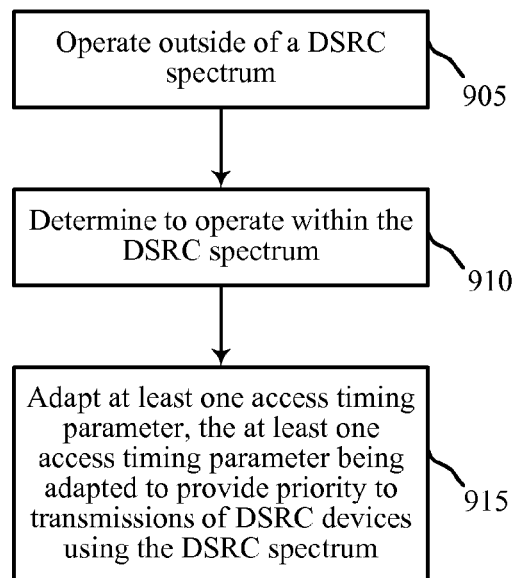 Operate outside of a DSRC
spectrum
905
Determine to operate within the
DSRC spectrum
910
Adapt at least one access timing
parameter, the at least one
access timing parameter being
adapted to provide priority to
transmissions of DSRC devices
using the DSRC spectrum
915